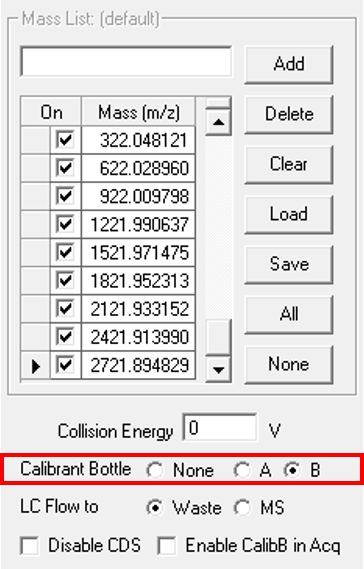 Mass List: (default)
Add
On Mass (m/z) Delete
322.048121
622.028960 Clear
922.009798
1221.990637 Load
1521.971475
1821.952313 Save
2121.933152 All
2421.913990
2721.894829 None
Collision Energy 0 V
Calibrant Bottle None A B
LC Flow to Waste MS
Disable CDS Enable CalibB in Acq